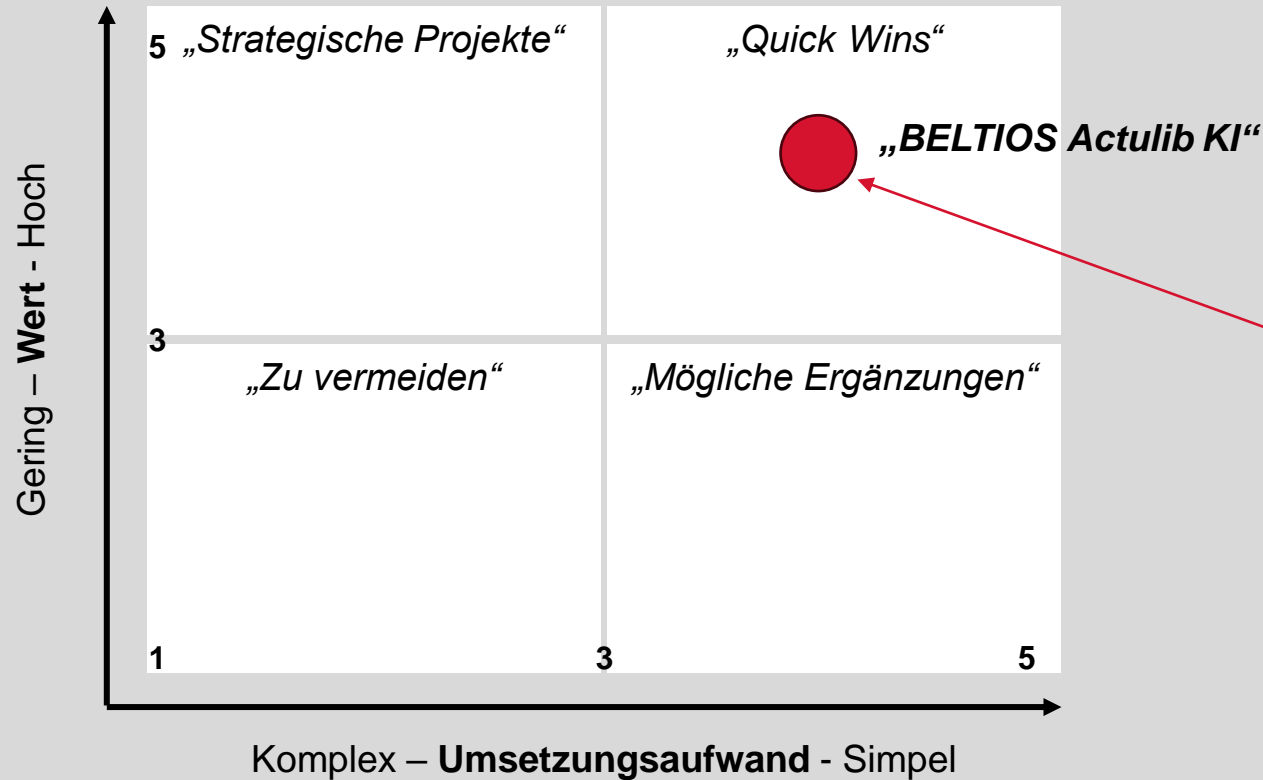 5 „Strategische Projekte“
„Quick Wins“
„BELTIOS Actulib KI“
Gering – Wert - Hoch
3
„Zu vermeiden“
„Mögliche Ergänzungen“
1
3
5
Komplex – Umsetzungsaufwand - Simpel